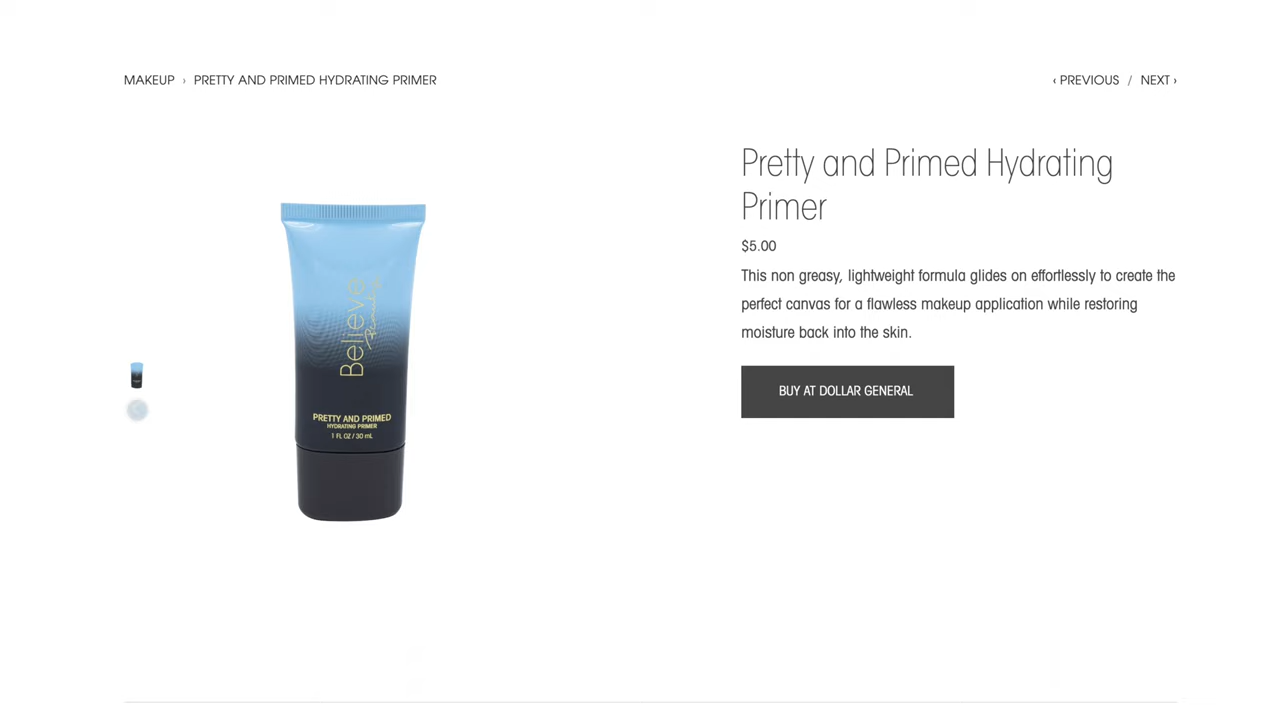 MAKEUP › PRETTY AND PRIMED HYDRATING PRIMER
‹ PREVIOUS / NEXT ›
Pretty and Primed Hydrating
Primer
$5.00
This non greasy, lightweight formula glides on effortlessly to create the
perfect canvas for a flawless makeup application while restoring
moisture back into the skin.
BUY AT DOLLAR GENERAL
Believe
Beauty
PRETTY AND PRIMED
HYDRATING PRIMER
1 FL OZ / 30 mL